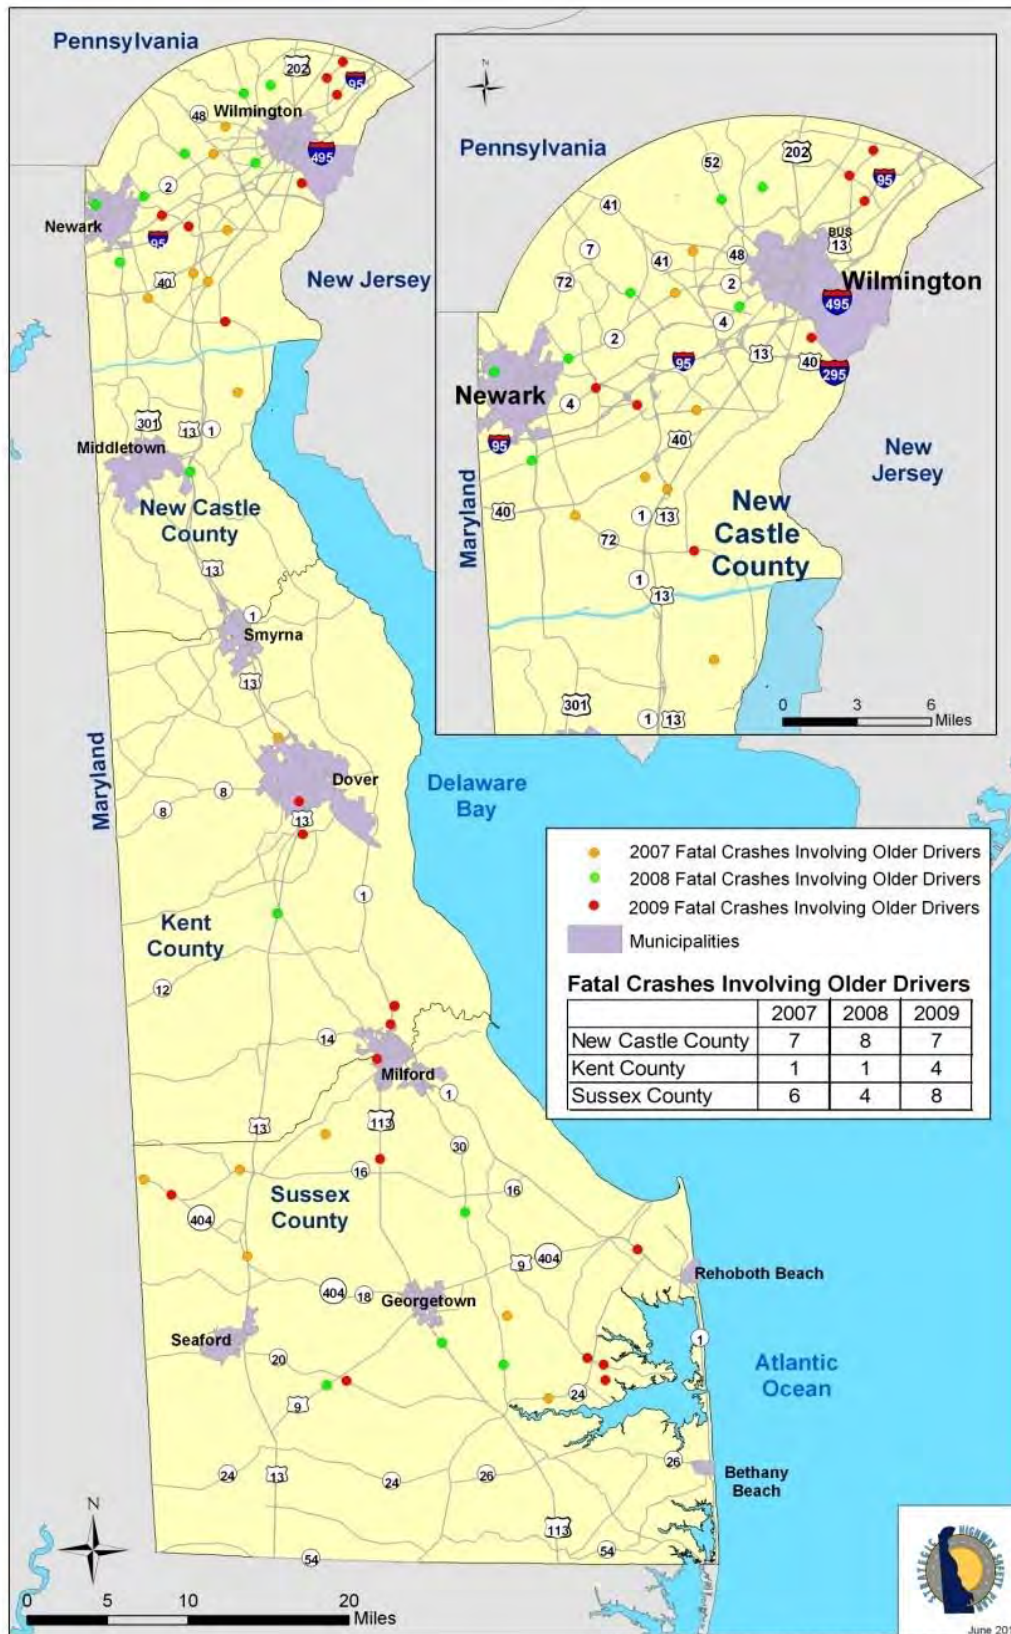 Pennsylvania
202
95
48
Wilmington
495
2
Newark
95
40
New Jersey
301
13
1
Middletown
New Castle
County
13
1
Smyrna
13
Maryland
Dover
8
8
13
Delaware
Bay
1
Kent
County
12
14
Milford
1
13
113
30
16
16
Sussex
County
404
404
9
Rehoboth Beach
404
18
Georgetown
Seaford
1
20
Atlantic
Ocean
24
9
26
24
13
24
26
Bethany
Beach
113
54
54
N
0 5 10 20
Miles
Pennsylvania
52
202
95
41
BUS
13
7
41
48
72
2
Wilmington
495
4
2
13
95
40
295
Newark
4
95
40
New
Jersey
Maryland
40
1
13
New
Castle
County
72
1
13
301
1
13
0 3 6
Miles
2007 Fatal Crashes Involving Older Drivers
2008 Fatal Crashes Involving Older Drivers
2009 Fatal Crashes Involving Older Drivers
Municipalities
Fatal Crashes Involving Older Drivers
2007 2008 2009
New Castle County 7 8 7
Kent County 1 1 4
Sussex County 6 4 8
STRATEGIC HIGHWAY SAFETY PLAN
June 201